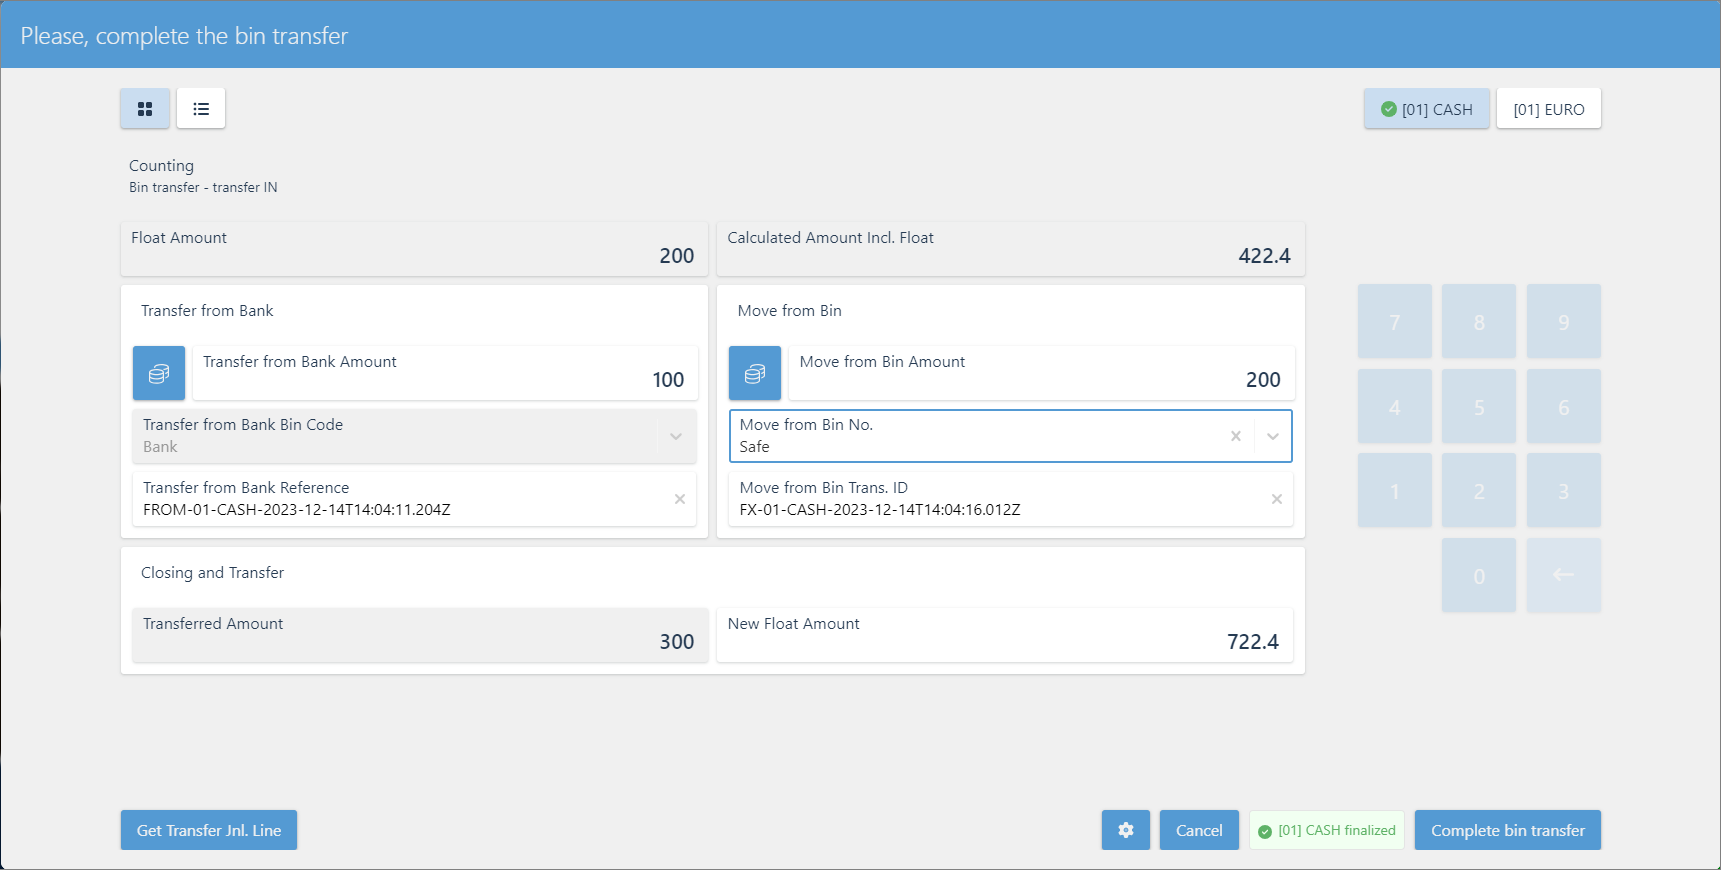 Please, complete the bin transfer
[01] CASH
[01] EURO
Counting
Bin transfer - transfer IN
Float Amount
200
Calculated Amount Incl. Float
422.4
Transfer from Bank
Transfer from Bank Amount
100
Transfer from Bank Bin Code
Bank
Transfer from Bank Reference
FROM-01-CASH-2023-12-14T14:04:11.204Z
Move from Bin
Move from Bin Amount
200
Move from Bin No.
Safe
Move from Bin Trans. ID
FX-01-CASH-2023-12-14T14:04:16.012Z
Closing and Transfer
Transferred Amount
300
New Float Amount
722.4
7 8 9
4 5 6
1 2 3
0
Get Transfer Jnl. Line
Cancel
[01] CASH finalized
Complete bin transfer